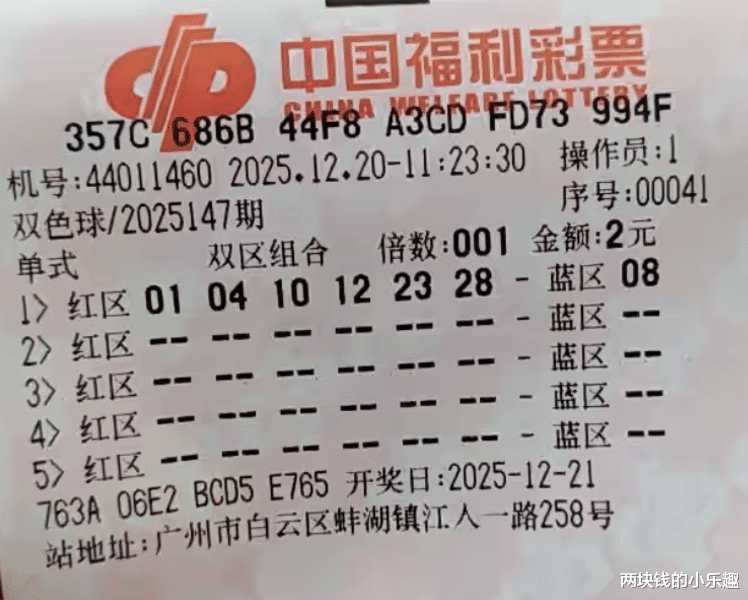 中国福利彩票
CHINA WELFARE LOTTERY
357C 686B 44F8 A3CD FD73 994F
机号:44011460 2025.12.20-11:23:30 操作员:1
双色球/2025147期 序号:00041
单式 双区组合 倍数:001 金额:2元
1> 红区 01 04 10 12 23 28 - 蓝区 08
2> 红区 -- -- -- -- -- -- - 蓝区 --
3> 红区 -- -- -- -- -- -- - 蓝区 --
4> 红区 -- -- -- -- -- -- - 蓝区 --
5> 红区 -- -- -- -- -- -- - 蓝区 --
763A 06E2 BCD5 E765 开奖日:2025-12-21
站地址:广州市白云区蚌湖镇江人一路258号
两块钱的小乐趣